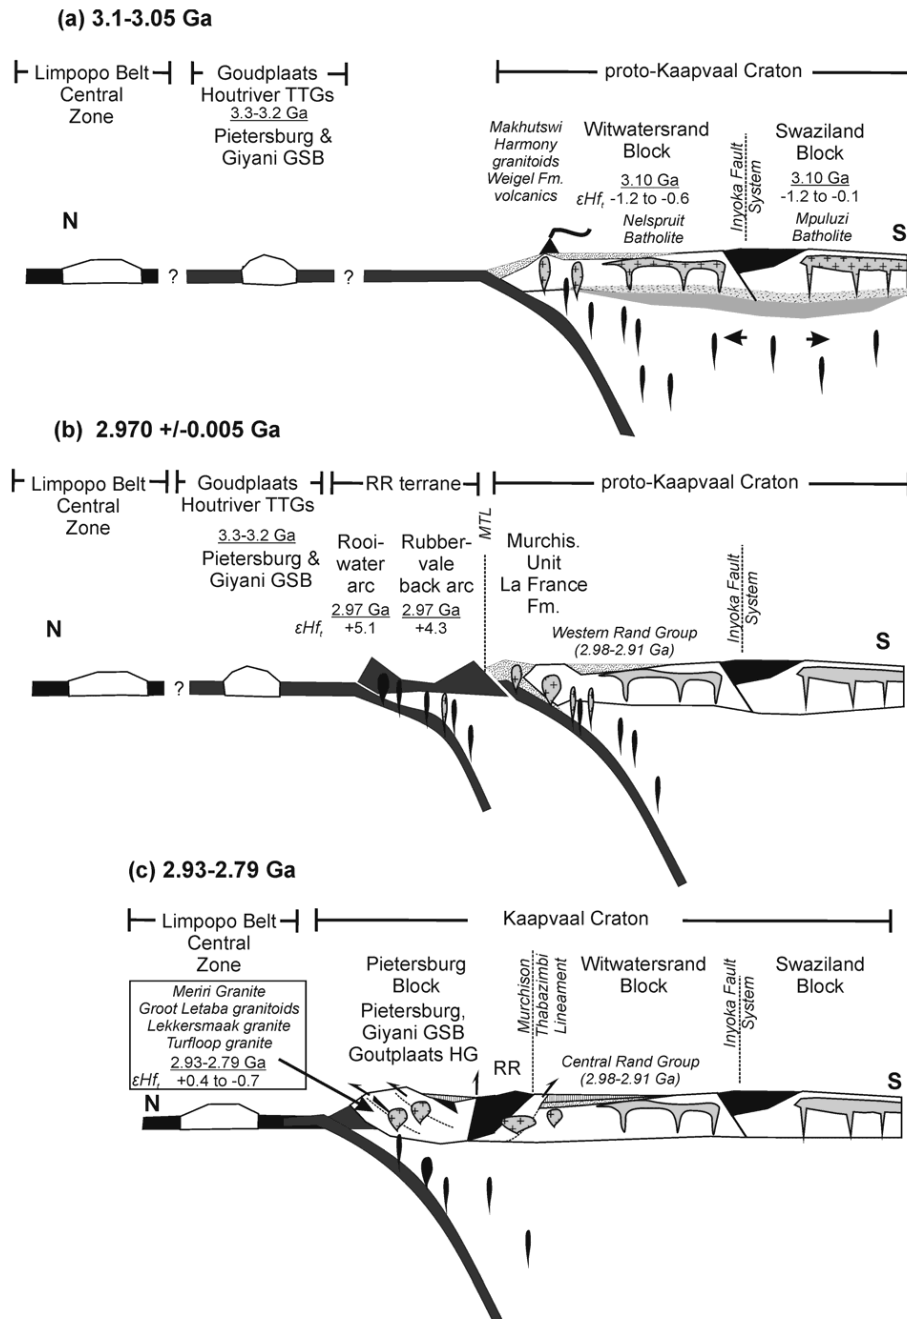 (a) 3.1-3.05 Ga
Limpopo Belt
Central
Zone
Goudplaats
Houtriver TTGs
3.3-3.2 Ga
Pietersburg &
Giyani GSB
proto-Kaapvaal Craton
Makhutswi
Harmony
granitoids
Weigel Fm.
volcanics
Witwatersrand
Block
3.10 Ga
εHft -1.2 to -0.6
Nelspruit
Batholite
Inyoka Fault
System
Swaziland
Block
3.10 Ga
-1.2 to -0.1
Mpuluzi
Batholite
N
S
?
?
(b) 2.970 +/-0.005 Ga
Limpopo Belt
Central
Zone
Goudplaats
Houtriver TTGs
3.3-3.2 Ga
Pietersburg &
Giyani GSB
RR terrane
Rooi-
water
arc
2.97 Ga
εHft +5.1
Rubber-
vale
back arc
2.97 Ga
+4.3
MTL
proto-Kaapvaal Craton
Murchis.
Unit
La France
Fm.
Western Rand Group
(2.98-2.91 Ga)
Inyoka Fault
System
N
S
?
(c) 2.93-2.79 Ga
Limpopo Belt
Central
Zone
Meriri Granite
Groot Letaba granitoids
Lekkersmaak granite
Turfloop granite
2.93-2.79 Ga
εHft +0.4 to -0.7
Kaapvaal Craton
Pietersburg
Block
Pietersburg,
Giyani GSB
Goutplaats HG
RR
Murchison
Thabazimbi
Lineament
Witwatersrand
Block
Central Rand Group
(2.98-2.91 Ga)
Inyoka Fault
System
Swaziland
Block
N
S